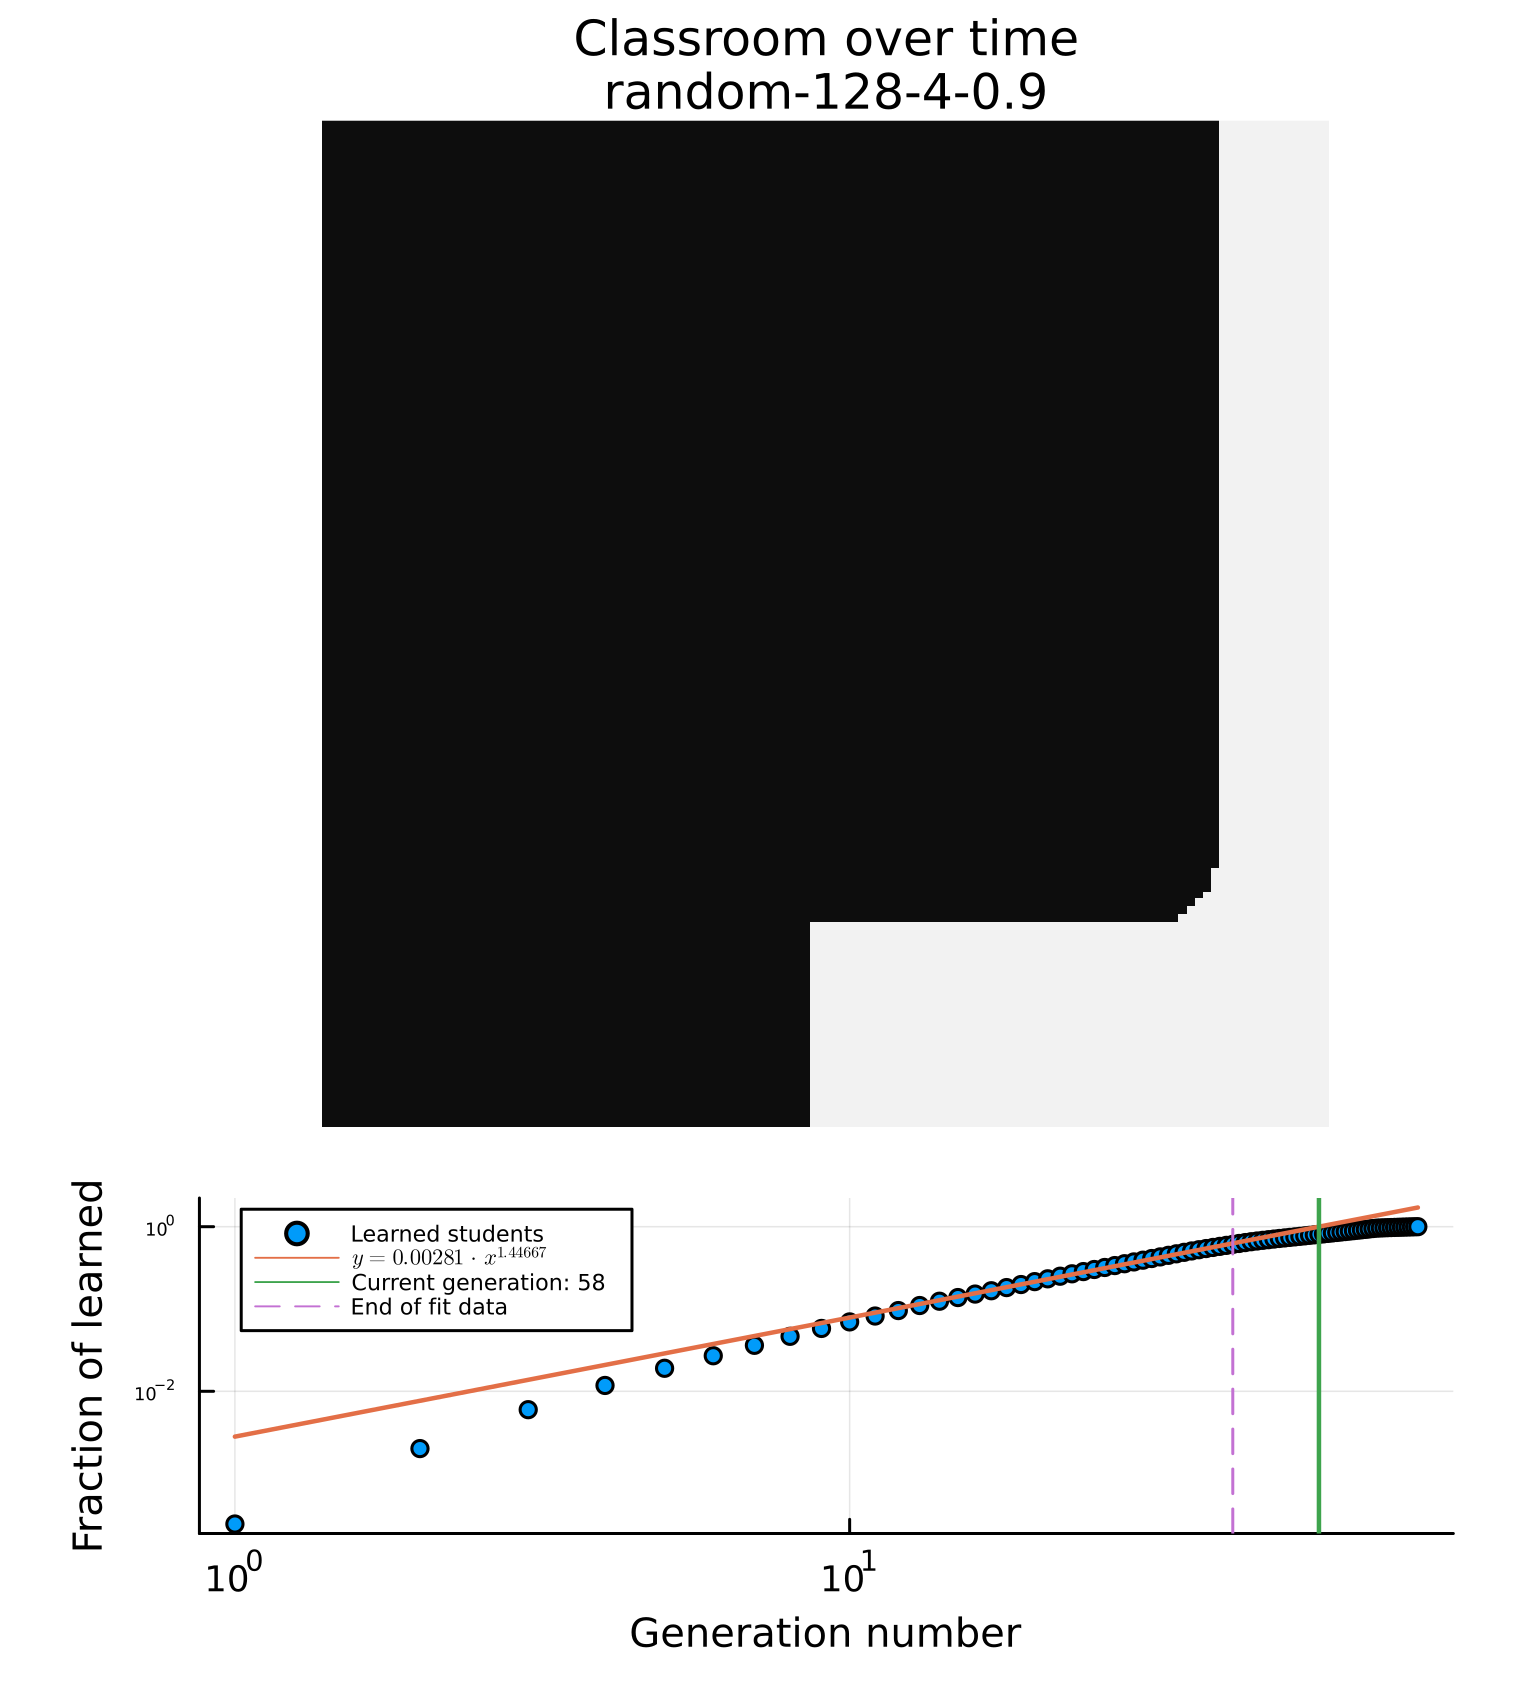 Classroom over time
random-128-4-0.9
Fraction of learned
10^0
10^−2
Learned students
y = 0.00281 · x^1.44667
Current generation: 58
End of fit data
10^0
10^1
Generation number